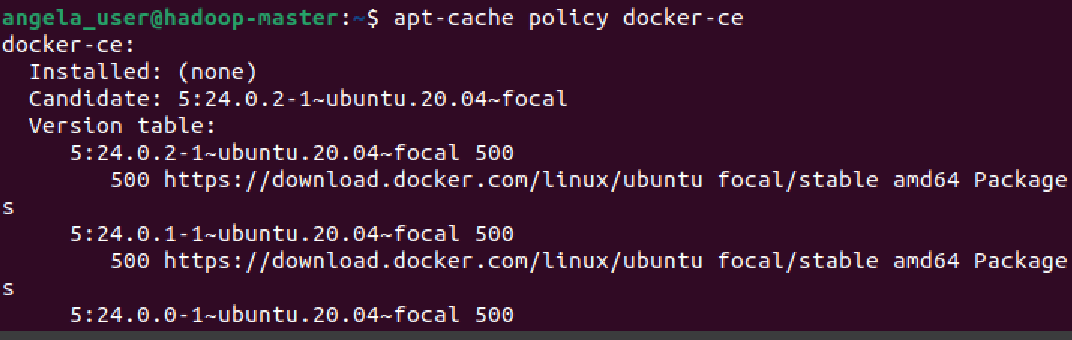 angela_user@hadoop-master:~$ apt-cache policy docker-ce
docker-ce:
  Installed: (none)
  Candidate: 5:24.0.2-1~ubuntu.20.04~focal
  Version table:
     5:24.0.2-1~ubuntu.20.04~focal 500
        500 https://download.docker.com/linux/ubuntu focal/stable amd64 Package
s
     5:24.0.1-1~ubuntu.20.04~focal 500
        500 https://download.docker.com/linux/ubuntu focal/stable amd64 Package
s
     5:24.0.0-1~ubuntu.20.04~focal 500